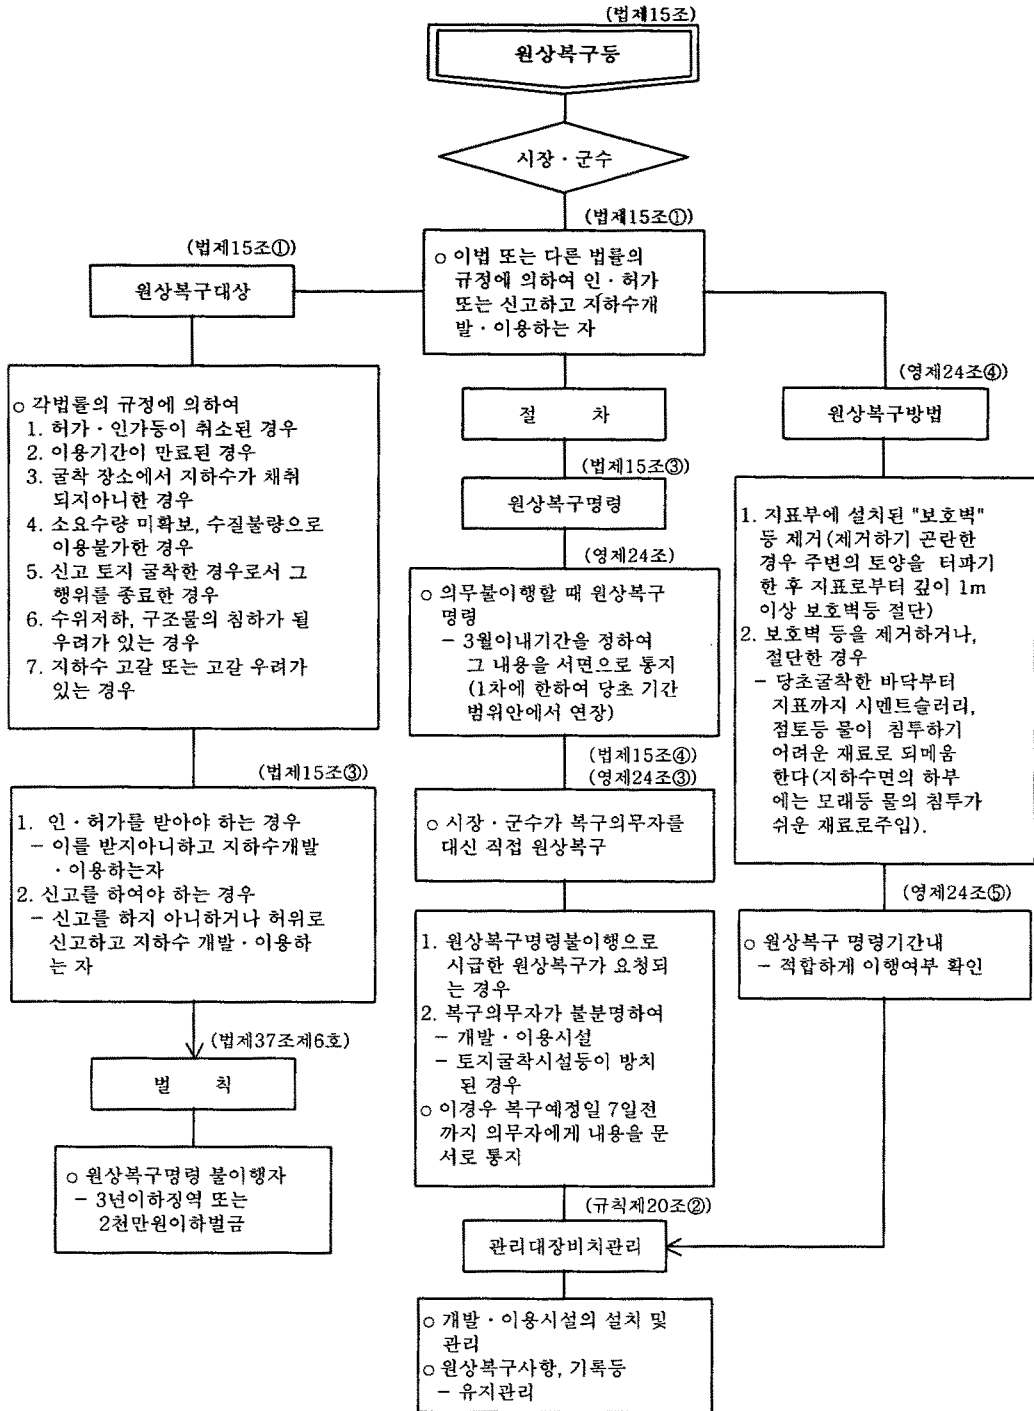 (법제15조)
원상복구등
시장 · 군수
(법제15조①)
○ 이법 또는 다른 법률의
규정에 의하여 인 · 허가
또는 신고하고 지하수개
발 · 이용하는 자
(법제15조①)
원상복구대상
○ 각법률의 규정에 의하여
1. 허가 · 인가등이 취소된 경우
2. 이용기간이 만료된 경우
3. 굴착 장소에서 지하수가 채취
되지아니한 경우
4. 소요수량 미확보, 수질불량으로
이용불가한 경우
5. 신고 토지 굴착한 경우로서 그
행위를 종료한 경우
6. 수위저하, 구조물의 침하가 될
우려가 있는 경우
7. 지하수 고갈 또는 고갈 우려가
있는 경우
(법제15조③)
1. 인 · 허가를 받아야 하는 경우
- 이를 받지아니하고 지하수개발
· 이용하는자
2. 신고를 하여야 하는 경우
- 신고를 하지 아니하거나 허위로
신고하고 지하수 개발 · 이용하
는 자
(법제37조제6호)
벌 칙
○ 원상복구명령 불이행자
- 3년이하징역 또는
2천만원이하벌금
절 차
(법제15조③)
원상복구명령
(영제24조)
○ 의무불이행할 때 원상복구
명령
- 3월이내기간을 정하여
그 내용을 서면으로 통지
(1차에 한하여 당초 기간
범위안에서 연장)
(법제15조④)
(영제24조③)
○ 시장 · 군수가 복구의무자를
대신 직접 원상복구
1. 원상복구명령불이행으로
시급한 원상복구가 요청되
는 경우
2. 복구의무자가 불분명하여
- 개발 · 이용시설
- 토지굴착시설등이 방치
된 경우
○ 이경우 복구예정일 7일전
까지 의무자에게 내용을 문
서로 통지
(규칙제20조②)
관리대장비치관리
○ 개발 · 이용시설의 설치 및
관리
○ 원상복구사항, 기록등
- 유지관리
(영제24조④)
원상복구방법
1. 지표부에 설치된 "보호벽"
등 제거(제거하기 곤란한
경우 주변의 토양을 터파기
한 후 지표로부터 깊이 1m
이상 보호벽등 절단)
2. 보호벽 등을 제거하거나,
절단한 경우
- 당초굴착한 바닥부터
지표까지 시멘트슬러리,
점토등 물이 침투하기
어려운 재료로 되메움
한다(지하수면의 하부
에는 모래등 물의 침투가
쉬운 재료로주입).
(영제24조⑤)
○ 원상복구 명령기간내
- 적합하게 이행여부 확인